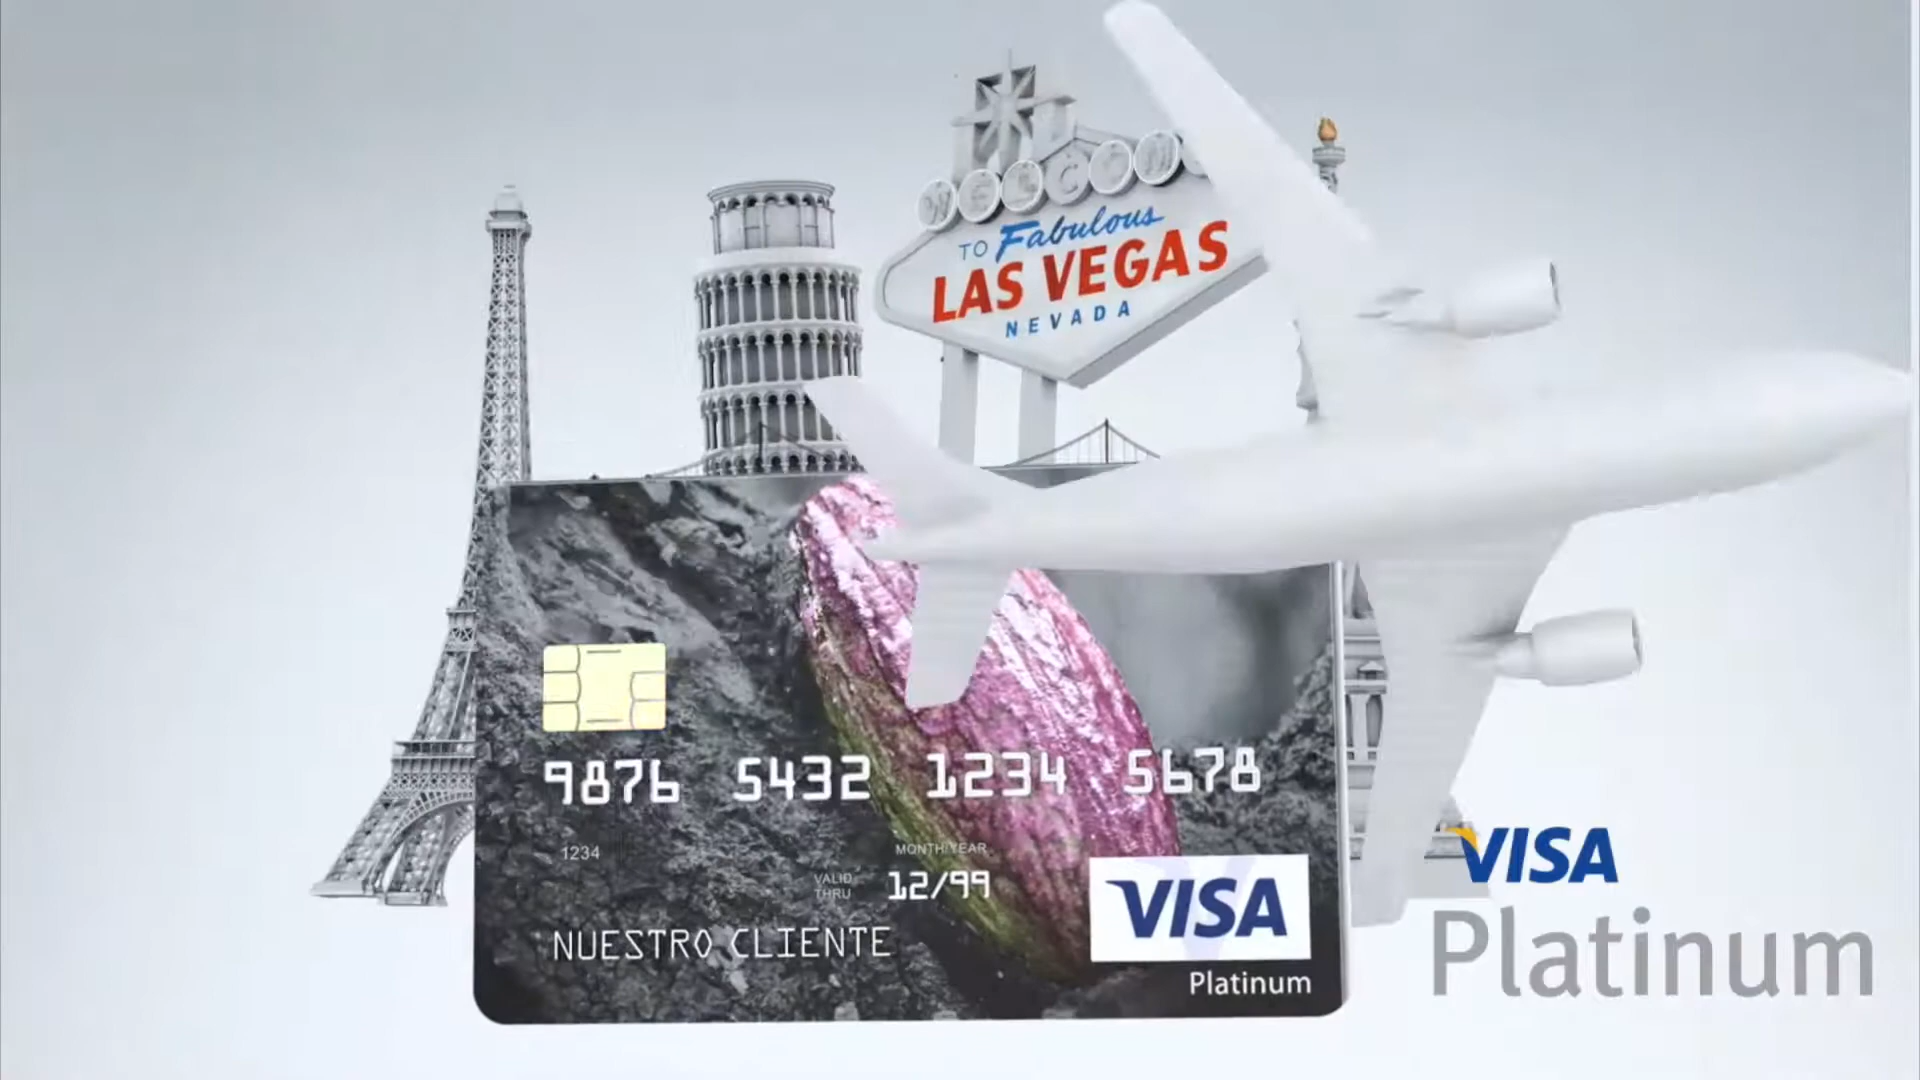 WELCOM
TO Fabulous
LAS VEGAS
NEVADA
9876 5432 1234 5678
1234
MONTH/YEAR
VALID
THRU
12/99
NUESTRO CLIENTE
VISA
Platinum
VISA
Platinum